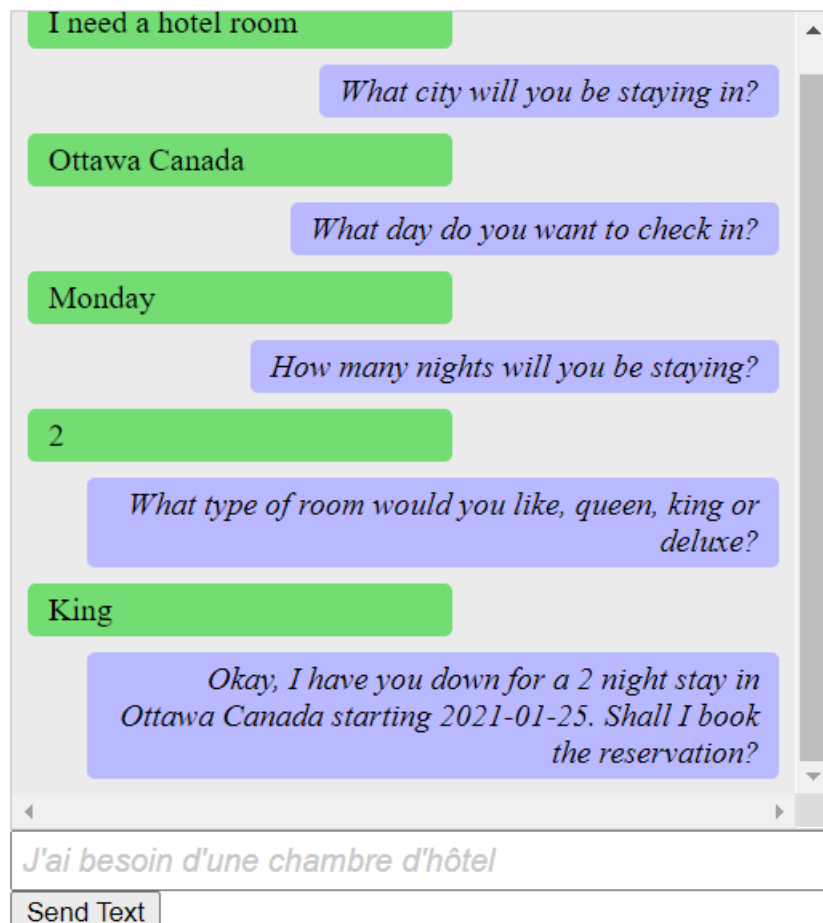 I need a hotel room
What city will you be staying in?
Ottawa Canada
What day do you want to check in?
Monday
How many nights will you be staying?
2
What type of room would you like, queen, king or
deluxe?
King
Okay, I have you down for a 2 night stay in
Ottawa Canada starting 2021-01-25. Shall I book
the reservation?
J'ai besoin d'une chambre d'hôtel
Send Text